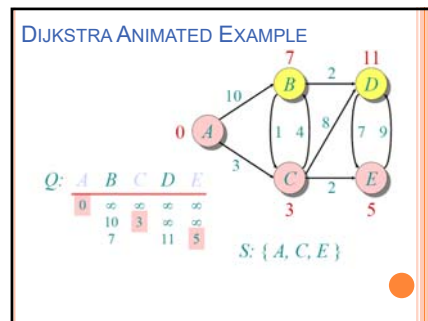 DIJKSTRA ANIMATED EXAMPLE
7 11
B 2 D
10
0 A 1 4 8 7 9
3
C 2 E
3 5
Q: A B C D E
0 ∞ ∞ ∞ ∞
10 3 ∞ ∞
7 11 5
S: { A, C, E }